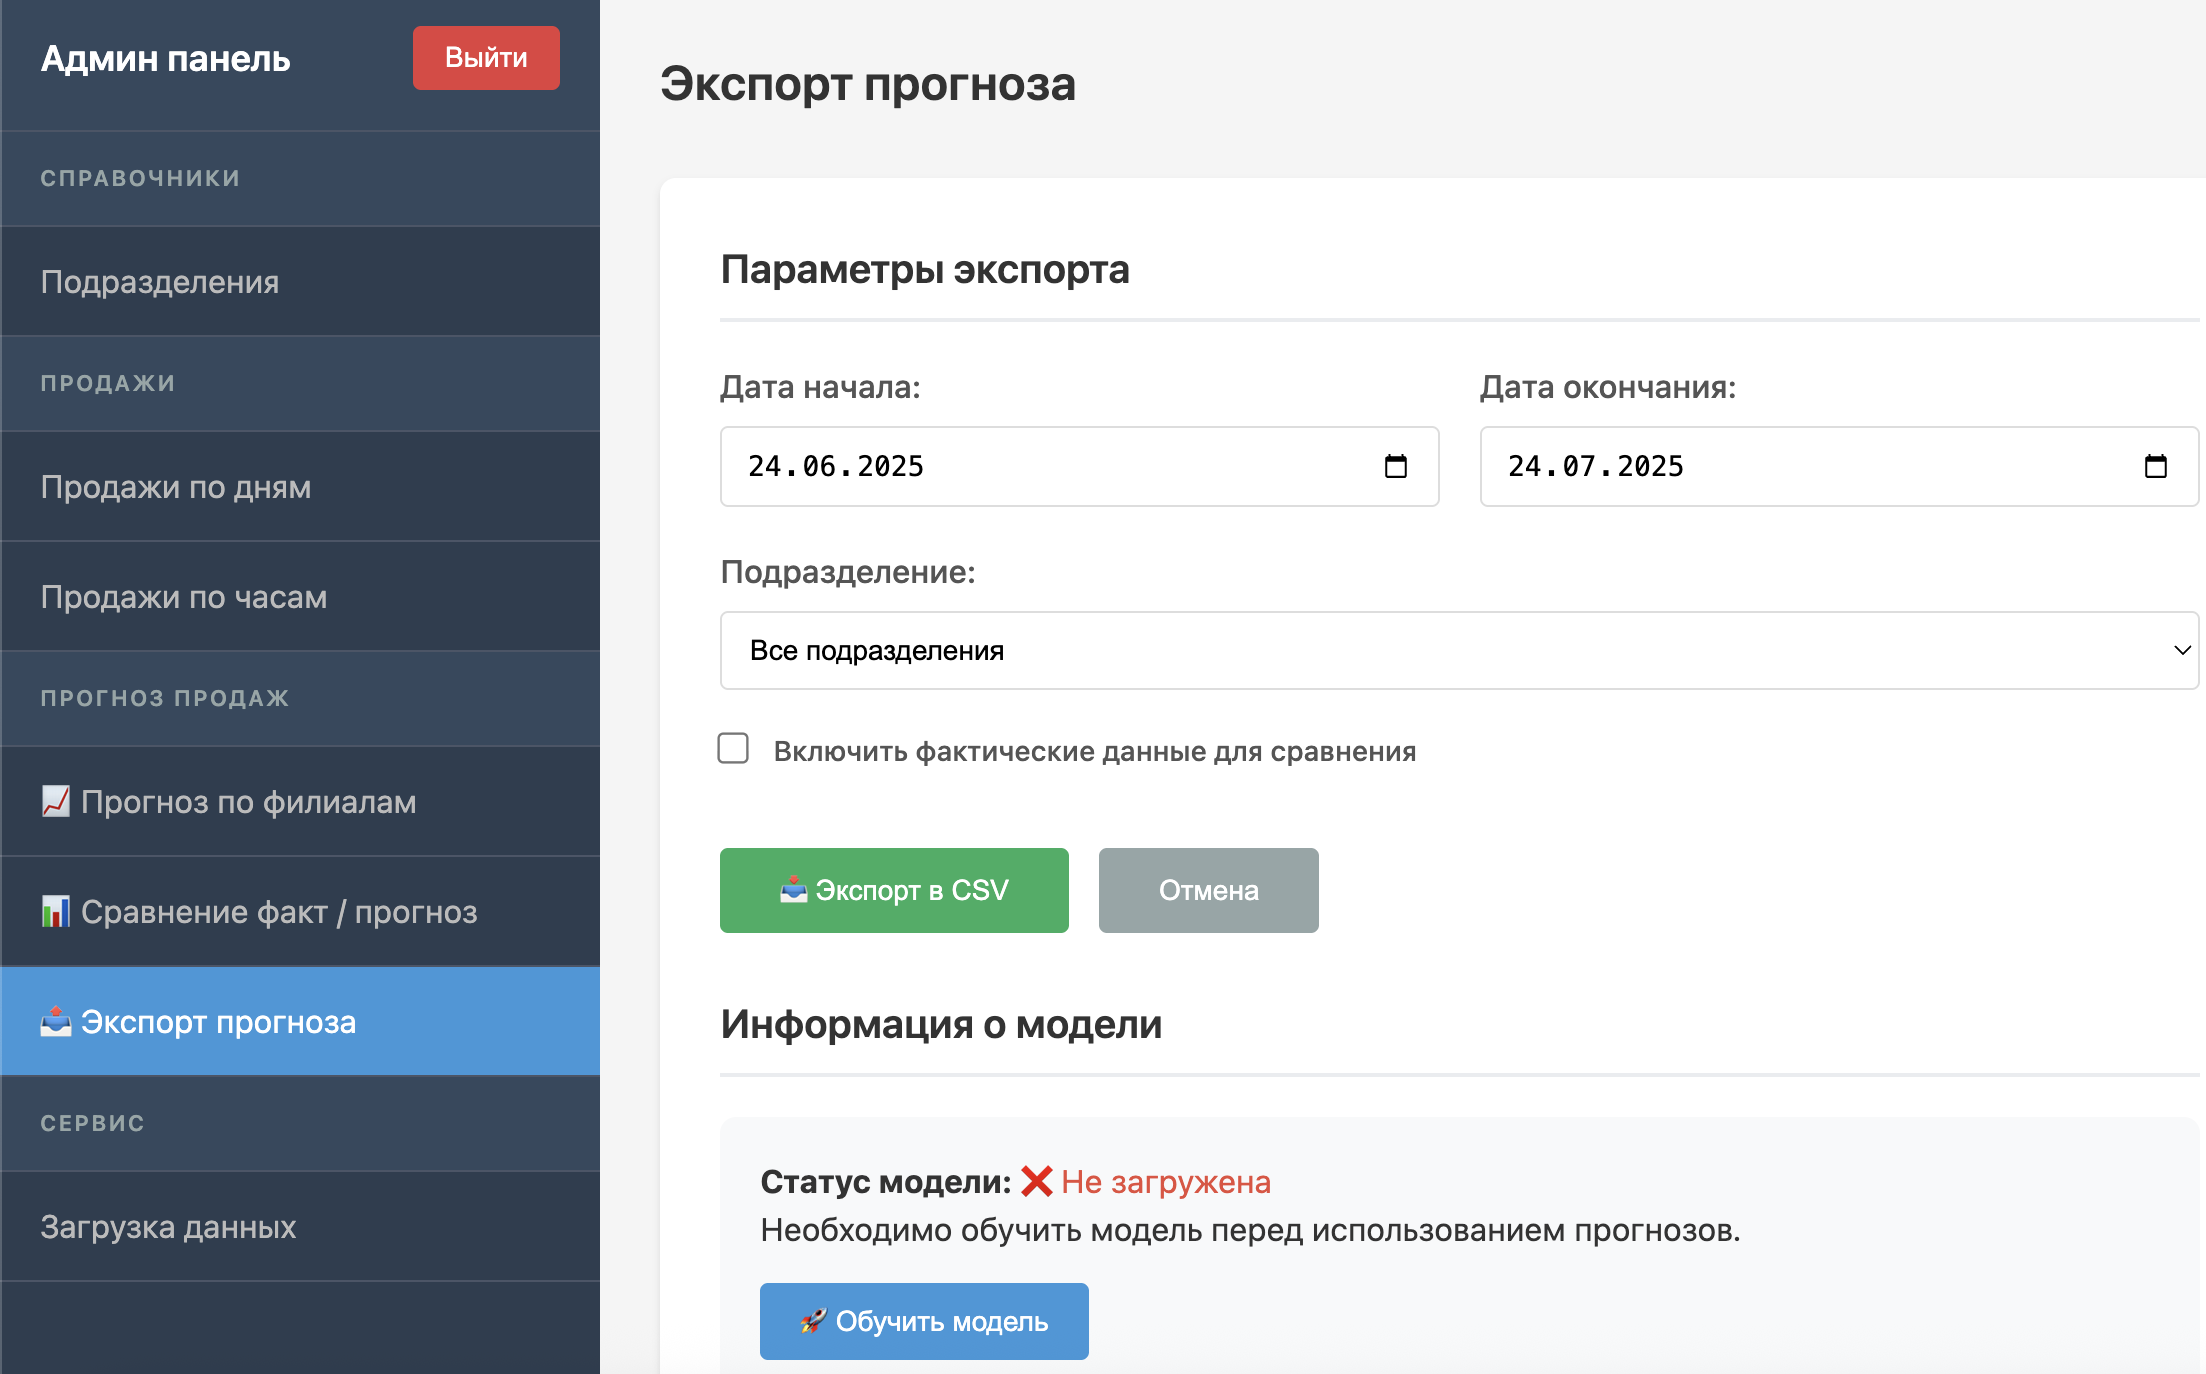 Админ панель
Выйти
СПРАВОЧНИКИ
Подразделения
ПРОДАЖИ
Продажи по дням
Продажи по часам
ПРОГНОЗ ПРОДАЖ
Прогноз по филиалам
Сравнение факт / прогноз
Экспорт прогноза
СЕРВИС
Загрузка данных
Экспорт прогноза
Параметры экспорта
Дата начала:
Дата окончания:
24.06.2025
24.07.2025
Подразделение:
Все подразделения
Включить фактические данные для сравнения
Экспорт в CSV
Отмена
Информация о модели
Статус модели: ❌ Не загружена
Необходимо обучить модель перед использованием прогнозов.
🚀 Обучить модель